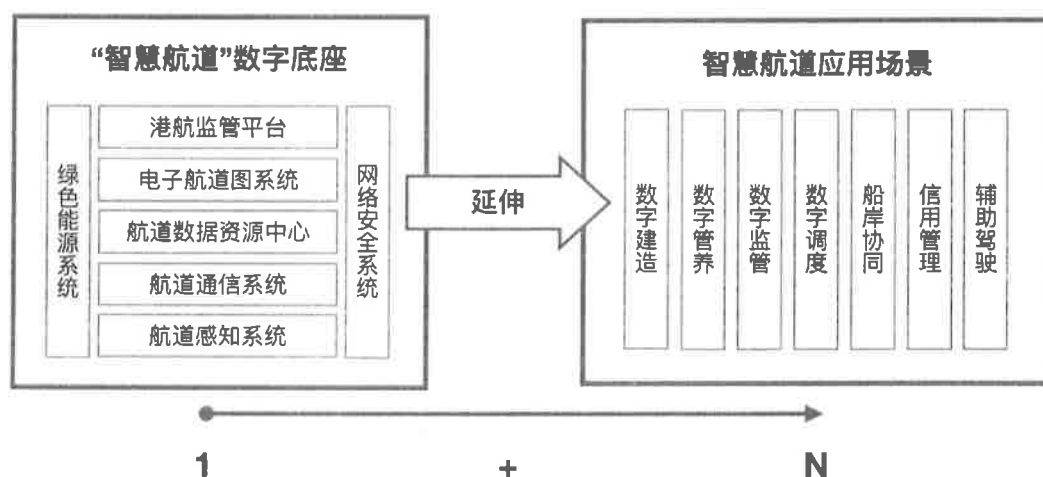 “智慧航道”数字底座
绿色能源系统
港航监管平台
电子航道图系统
航道数据资源中心
航道通信系统
航道感知系统
网络安全系统
延伸
智慧航道应用场景
数字建造
数字管养
数字监管
数字调度
船岸协同
信用管理
辅助驾驶
1 + N